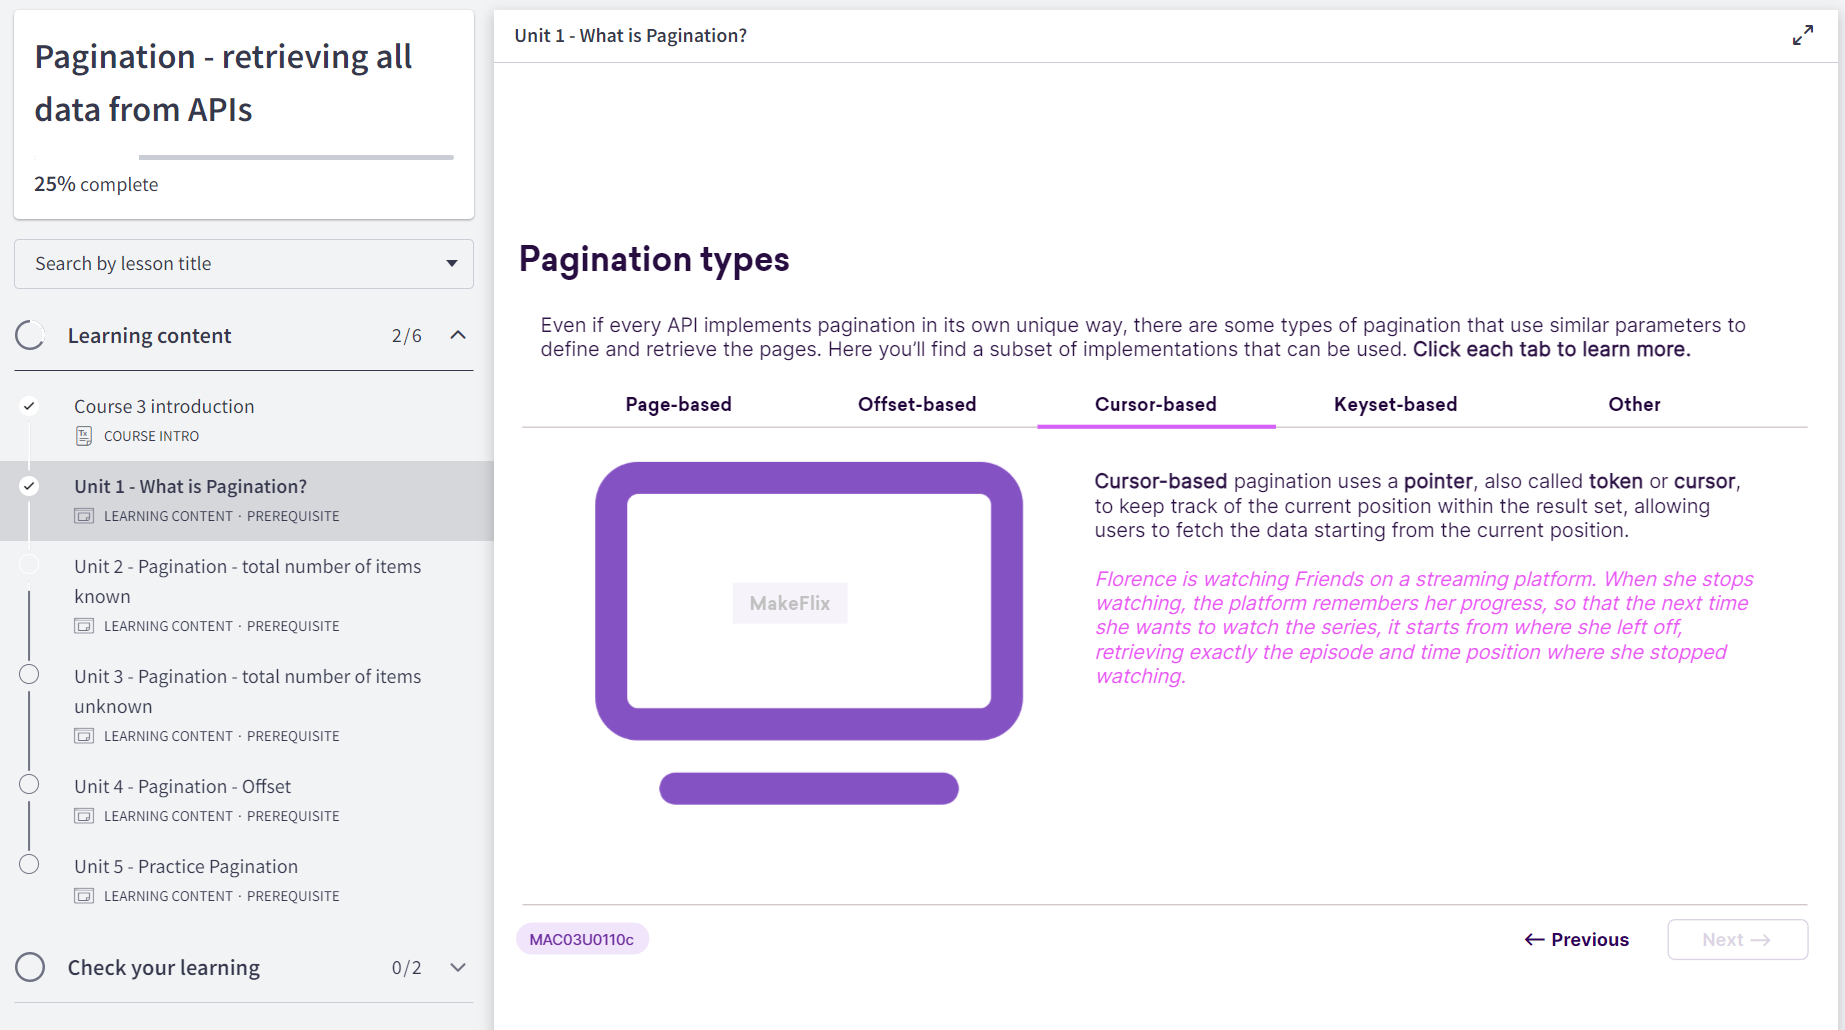 Pagination - retrieving all
data from APIs
25% complete
Search by lesson title
Learning content 2/6
Course 3 introduction
COURSE INTRO
Unit 1 - What is Pagination?
LEARNING CONTENT · PREREQUISITE
Unit 2 - Pagination - total number of items
known
LEARNING CONTENT · PREREQUISITE
Unit 3 - Pagination - total number of items
unknown
LEARNING CONTENT · PREREQUISITE
Unit 4 - Pagination - Offset
LEARNING CONTENT · PREREQUISITE
Unit 5 - Practice Pagination
LEARNING CONTENT · PREREQUISITE
Check your learning 0/2
Unit 1 - What is Pagination?
Pagination types
Even if every API implements pagination in its own unique way, there are some types of pagination that use similar parameters to
define and retrieve the pages. Here you'll find a subset of implementations that can be used. Click each tab to learn more.
Page-based Offset-based Cursor-based Keyset-based Other
MakeFlix
Cursor-based pagination uses a pointer, also called token or cursor,
to keep track of the current position within the result set, allowing
users to fetch the data starting from the current position.
Florence is watching Friends on a streaming platform. When she stops
watching, the platform remembers her progress, so that the next time
she wants to watch the series, it starts from where she left off,
retrieving exactly the episode and time position where she stopped
watching.
MAC03U0110c
← Previous
Next →